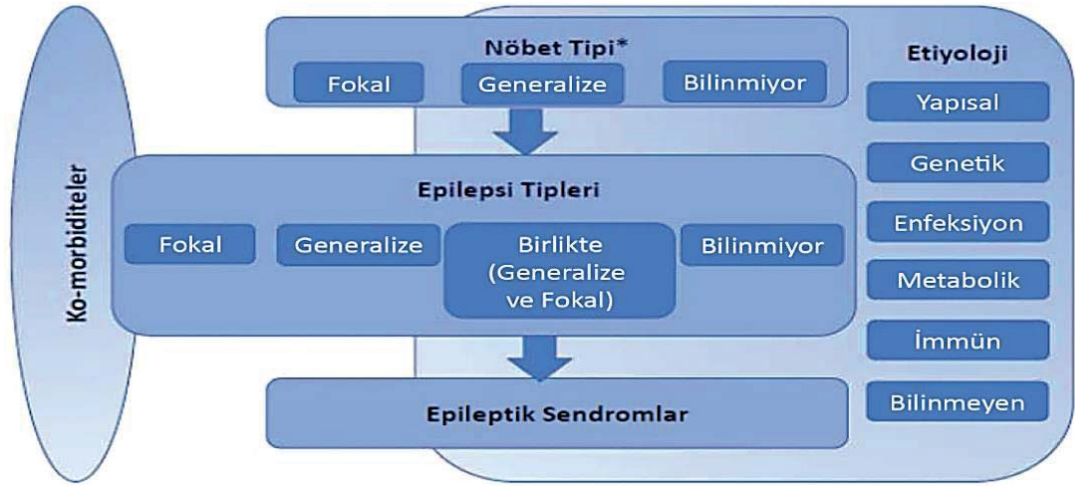 Ko-morbiditeler
Nöbet Tipi*
Fokal
Generalize
Bilinmiyor
Epilepsi Tipleri
Fokal
Generalize
Birlikte
(Generalize
ve Fokal)
Bilinmiyor
Epileptik Sendromlar
Etiyoloji
Yapısal
Genetik
Enfeksiyon
Metabolik
İmmün
Bilinmeyen